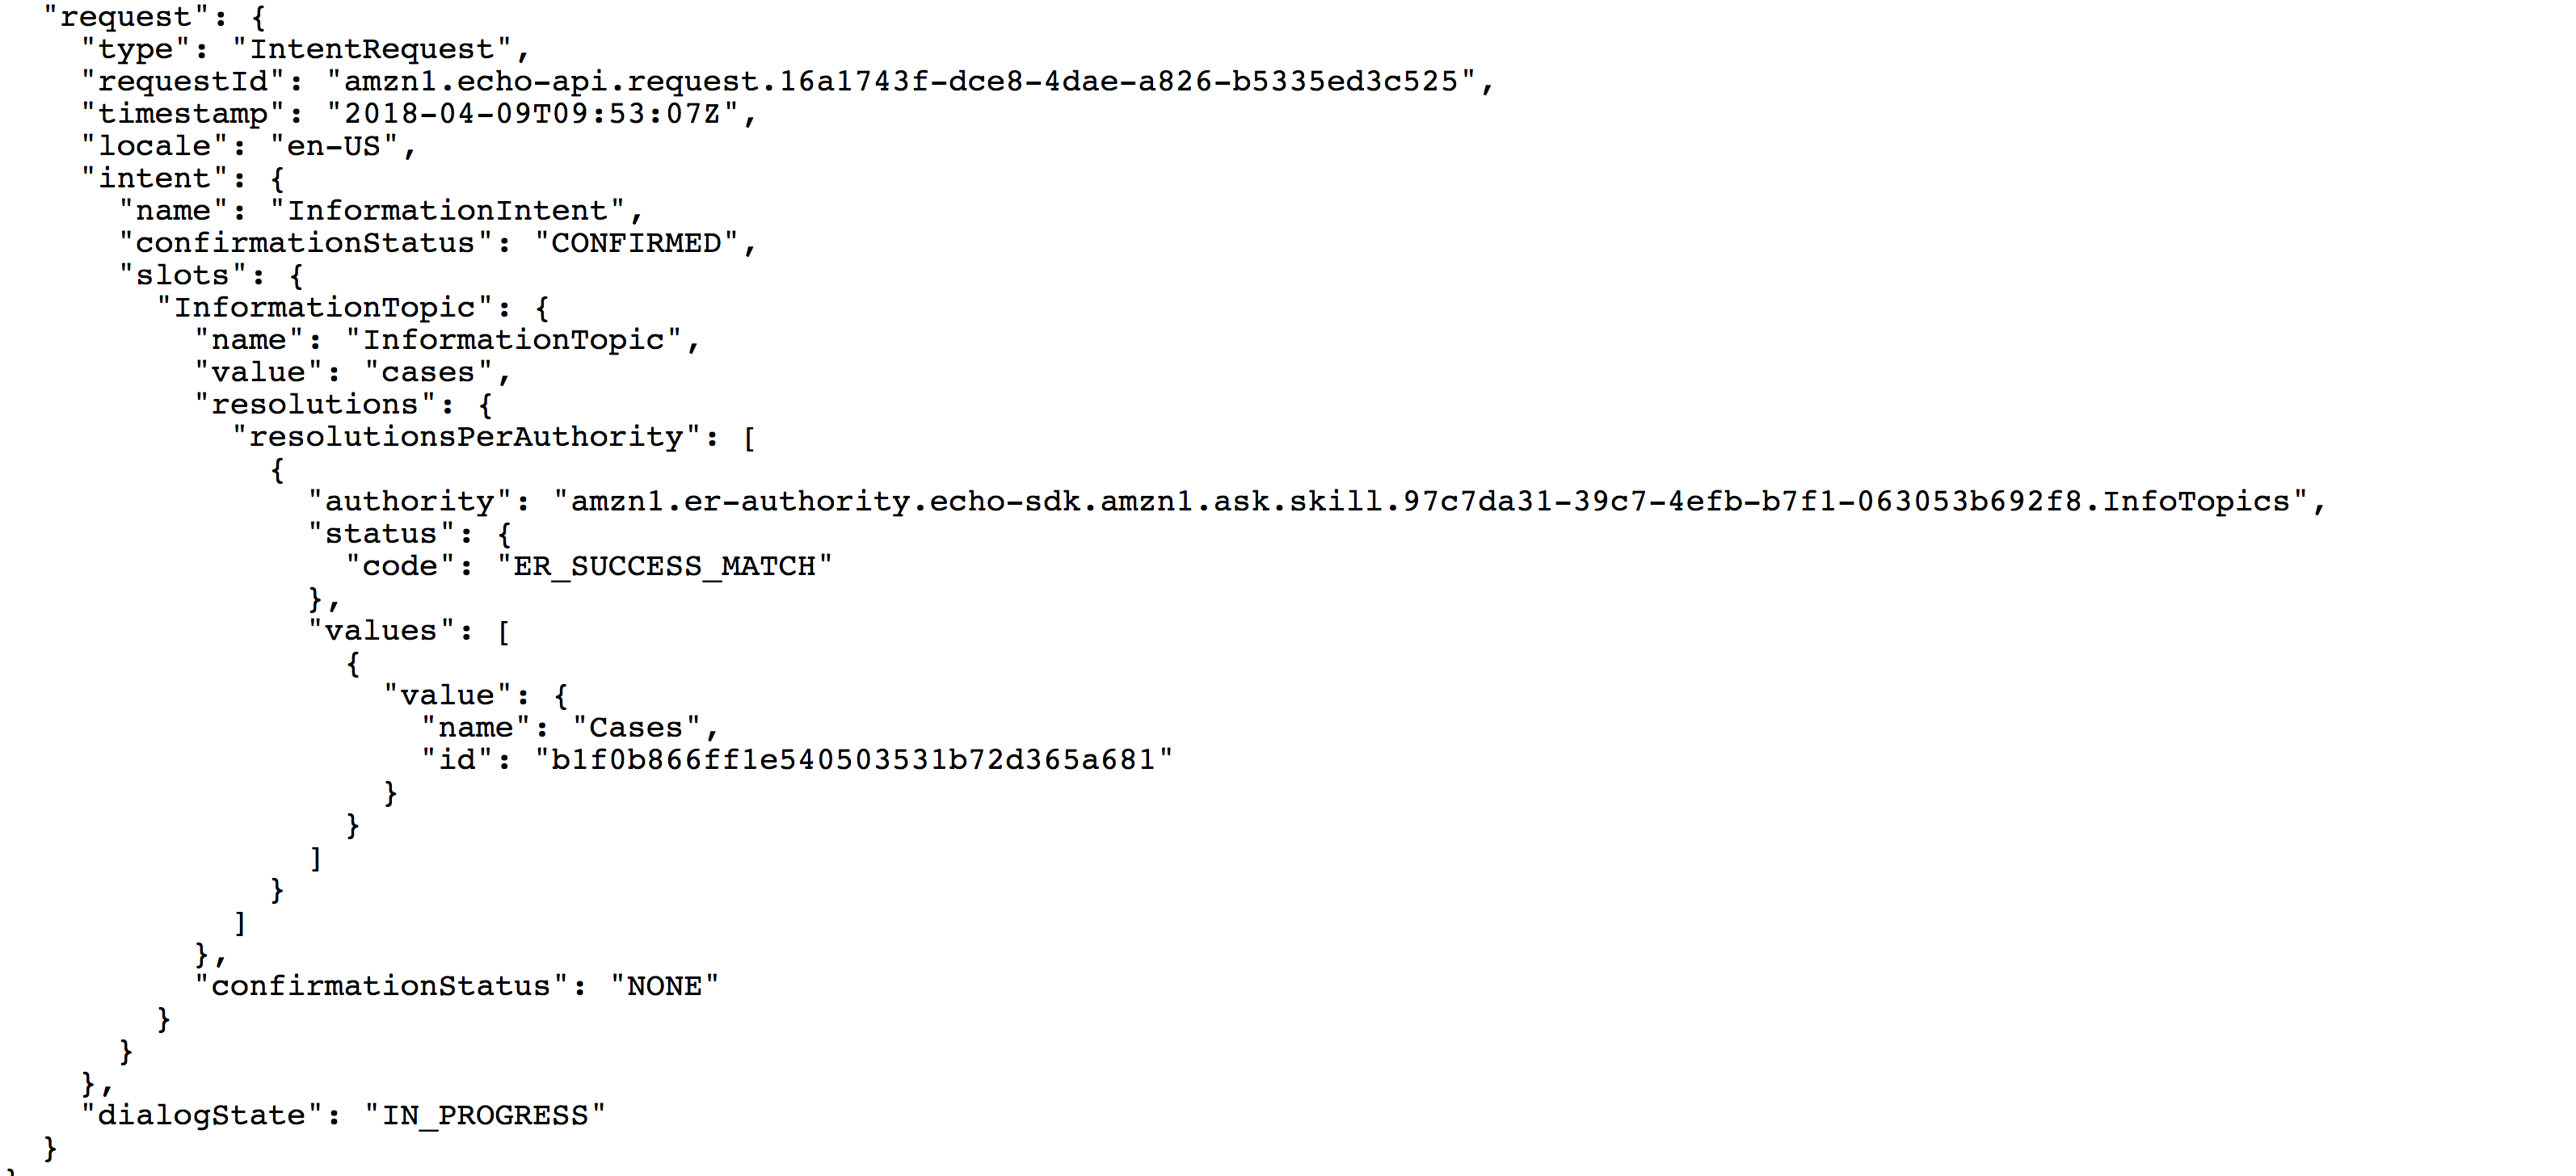 "request": {
"type": "IntentRequest",
"requestId": "amzn1.echo-api.request.16a1743f-dce8-4dae-a826-b5335ed3c525",
"timestamp": "2018-04-09T09:53:07Z",
"locale": "en-US",
"intent": {
"name": "InformationIntent",
"confirmationStatus": "CONFIRMED",
"slots": {
"InformationTopic": {
"name": "InformationTopic",
"value": "cases",
"resolutions": {
"resolutionsPerAuthority": [
{
"authority": "amzn1.er-authority.echo-sdk.amzn1.ask.skill.97c7da31-39c7-4efb-b7f1-063053b692f8.InfoTopics",
"status": {
"code": "ER_SUCCESS_MATCH"
},
"values": [
{
"value": {
"name": "Cases",
"id": "b1f0b866ff1e540503531b72d365a681"
}
}
]
}
]
},
"confirmationStatus": "NONE"
}
}
},
"dialogState": "IN_PROGRESS"
}
}